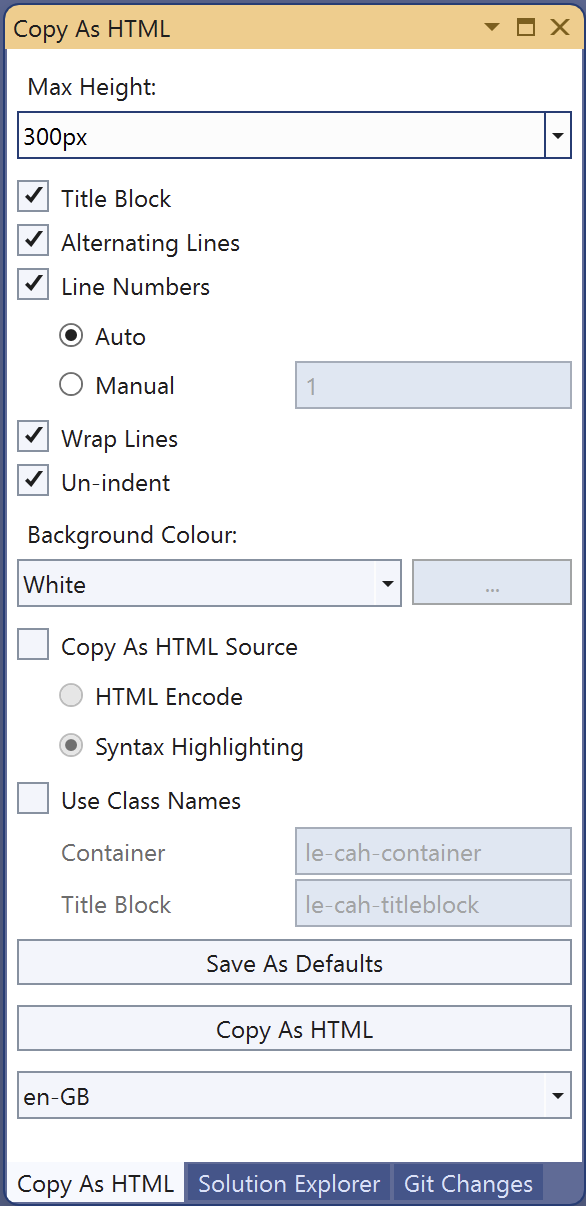 Copy As HTML
Max Height:
300px
Title Block
Alternating Lines
Line Numbers
Auto
Manual 1
Wrap Lines
Un-indent
Background Colour:
White ...
Copy As HTML Source
HTML Encode
Syntax Highlighting
Use Class Names
Container le-cah-container
Title Block le-cah-titleblock
Save As Defaults
Copy As HTML
en-GB
Copy As HTML Solution Explorer Git Changes